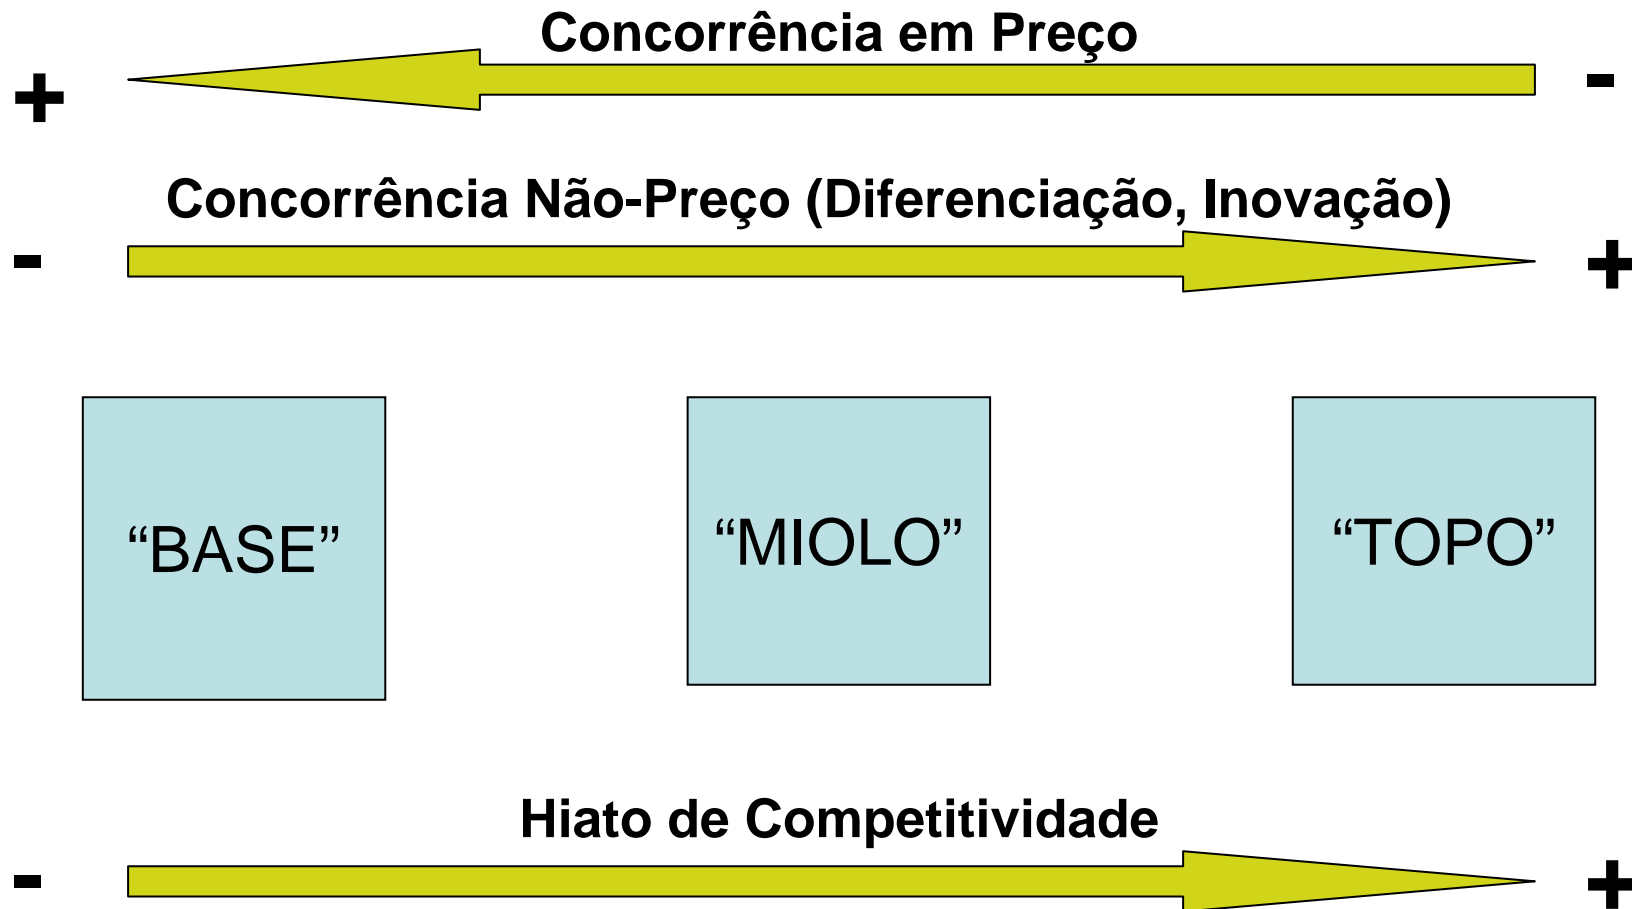 Concorrência em Preço
+ -
Concorrência Não-Preço (Diferenciação, Inovação)
- +
“BASE” “MIOLO” “TOPO”
Hiato de Competitividade
- +